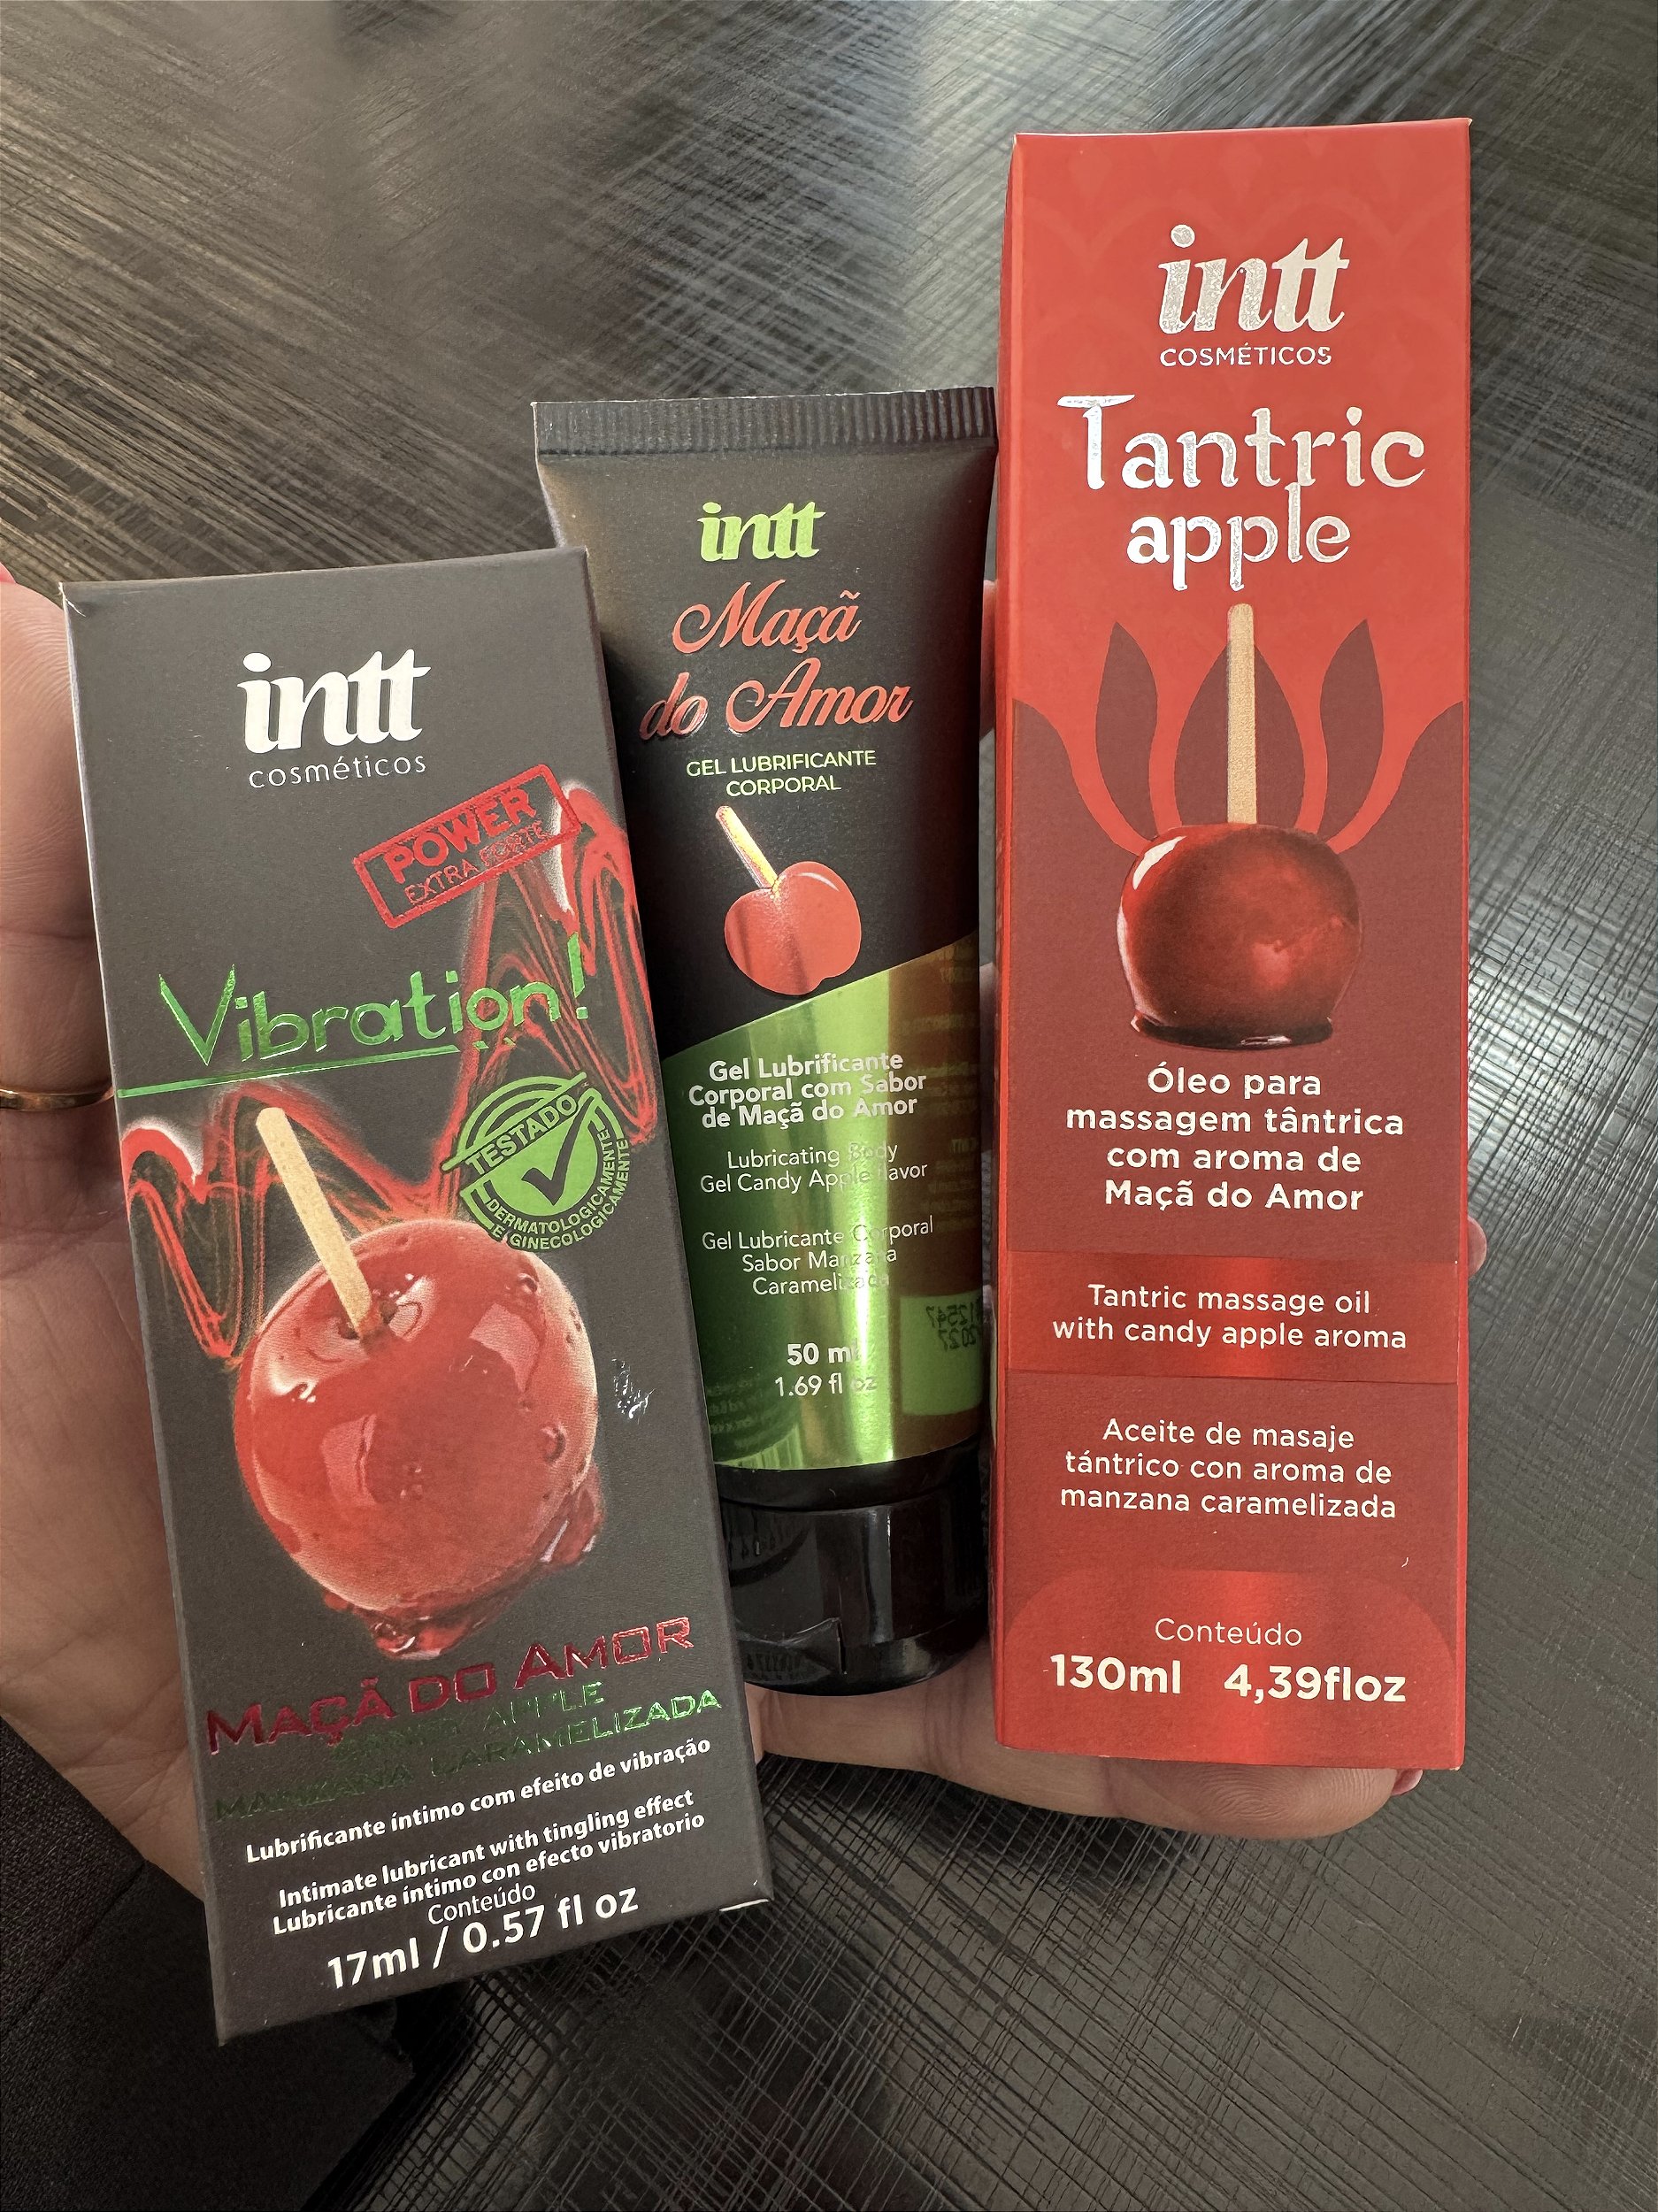 intt
cosméticos
POWER
EXTRA FORTE
Vibration!
TESTADO
DERMATOLOGICAMENTE
E GINECOLOGICAMENTE
MAÇÃ DO AMOR
APPLE
MANZANA CARAMELIZADA
Lubrificante íntimo com efeito de vibração
Intimate lubricant with tingling effect
Lubricante íntimo con efecto vibratorio
Conteúdo
17ml / 0.57 fl oz
intt
Maçã
do Amor
GEL LUBRIFICANTE
CORPORAL
Gel Lubrificante
Corporal com Sabor
de Maçã do Amor
Lubricating Body
Gel Candy Apple flavor
Gel Lubricante Corporal
Sabor Manzana
Caramelizada
50 ml
1.69 fl oz
intt
COSMÉTICOS
Tantric
apple
Óleo para
massagem tântrica
com aroma de
Maçã do Amor
Tantric massage oil
with candy apple aroma
Aceite de masaje
tántrico con aroma de
manzana caramelizada
Conteúdo
130ml 4,39floz